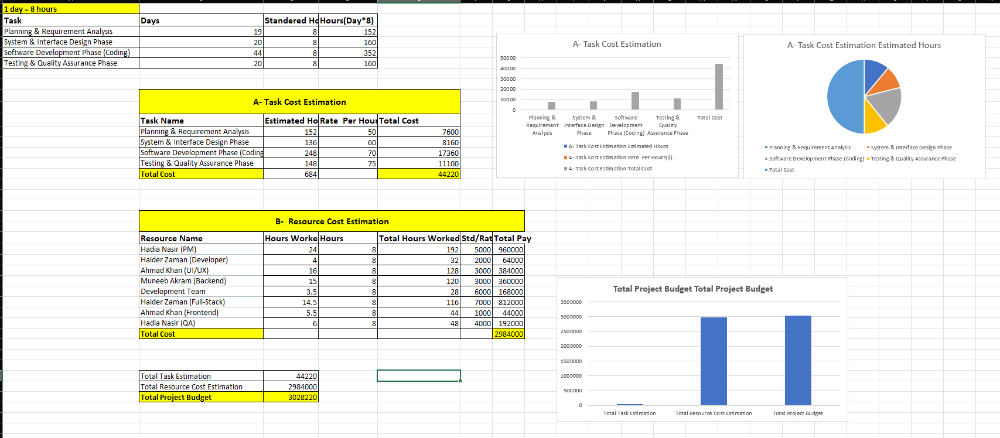 1 day = 8 hours
Task Days Standered Ho Hours(Day*8)
Planning & Requirement Analysis 19 8 152
System & Interface Design Phase 20 8 160
Software Development Phase (Coding) 44 8 352
Testing & Quality Assurance Phase 20 8 160
A- Task Cost Estimation
Task Name Estimated Ho Rate Per Hour Total Cost
Planning & Requirement Analysis 152 50 7600
System & Interface Design Phase 136 60 8160
Software Development Phase (Coding 248 70 17360
Testing & Quality Assurance Phase 148 75 11100
Total Cost 684 44220
A- Task Cost Estimation
50000
40000
30000
20000
10000
0
Planning & System & Software Testing & Total Cost
Requirement Interface Design Development Quality
Analysis Phase Phase (Coding) Assurance Phase
A- Task Cost Estimation Estimated Hours
A- Task Cost Estimation Rate Per Hours($)
A- Task Cost Estimation Total Cost
A- Task Cost Estimation Estimated Hours
Planning & Requirement Analysis System & Interface Design Phase
Software Development Phase (Coding) Testing & Quality Assurance Phase
Total Cost
B- Resource Cost Estimation
Resource Name Hours Worke Hours Total Hours Worked Std/Rat Total Pay
Hadia Nasir (PM) 24 8 192 5000 960000
Haider Zaman (Developer) 4 8 32 2000 64000
Ahmad Khan (UI/UX) 16 8 128 3000 384000
Muneeb Akram (Backend) 15 8 120 3000 360000
Development Team 3.5 8 28 6000 168000
Haider Zaman (Full-Stack) 14.5 8 116 7000 812000
Ahmad Khan (Frontend) 5.5 8 44 1000 44000
Hadia Nasir (QA) 6 8 48 4000 192000
Total Cost 2984000
Total Task Estimation 44220
Total Resource Cost Estimation 2984000
Total Project Budget 3028220
Total Project Budget Total Project Budget
3500000
3000000
2500000
2000000
1500000
1000000
500000
0
Total Task Estimation Total Resource Cost Estimation Total Project Budget